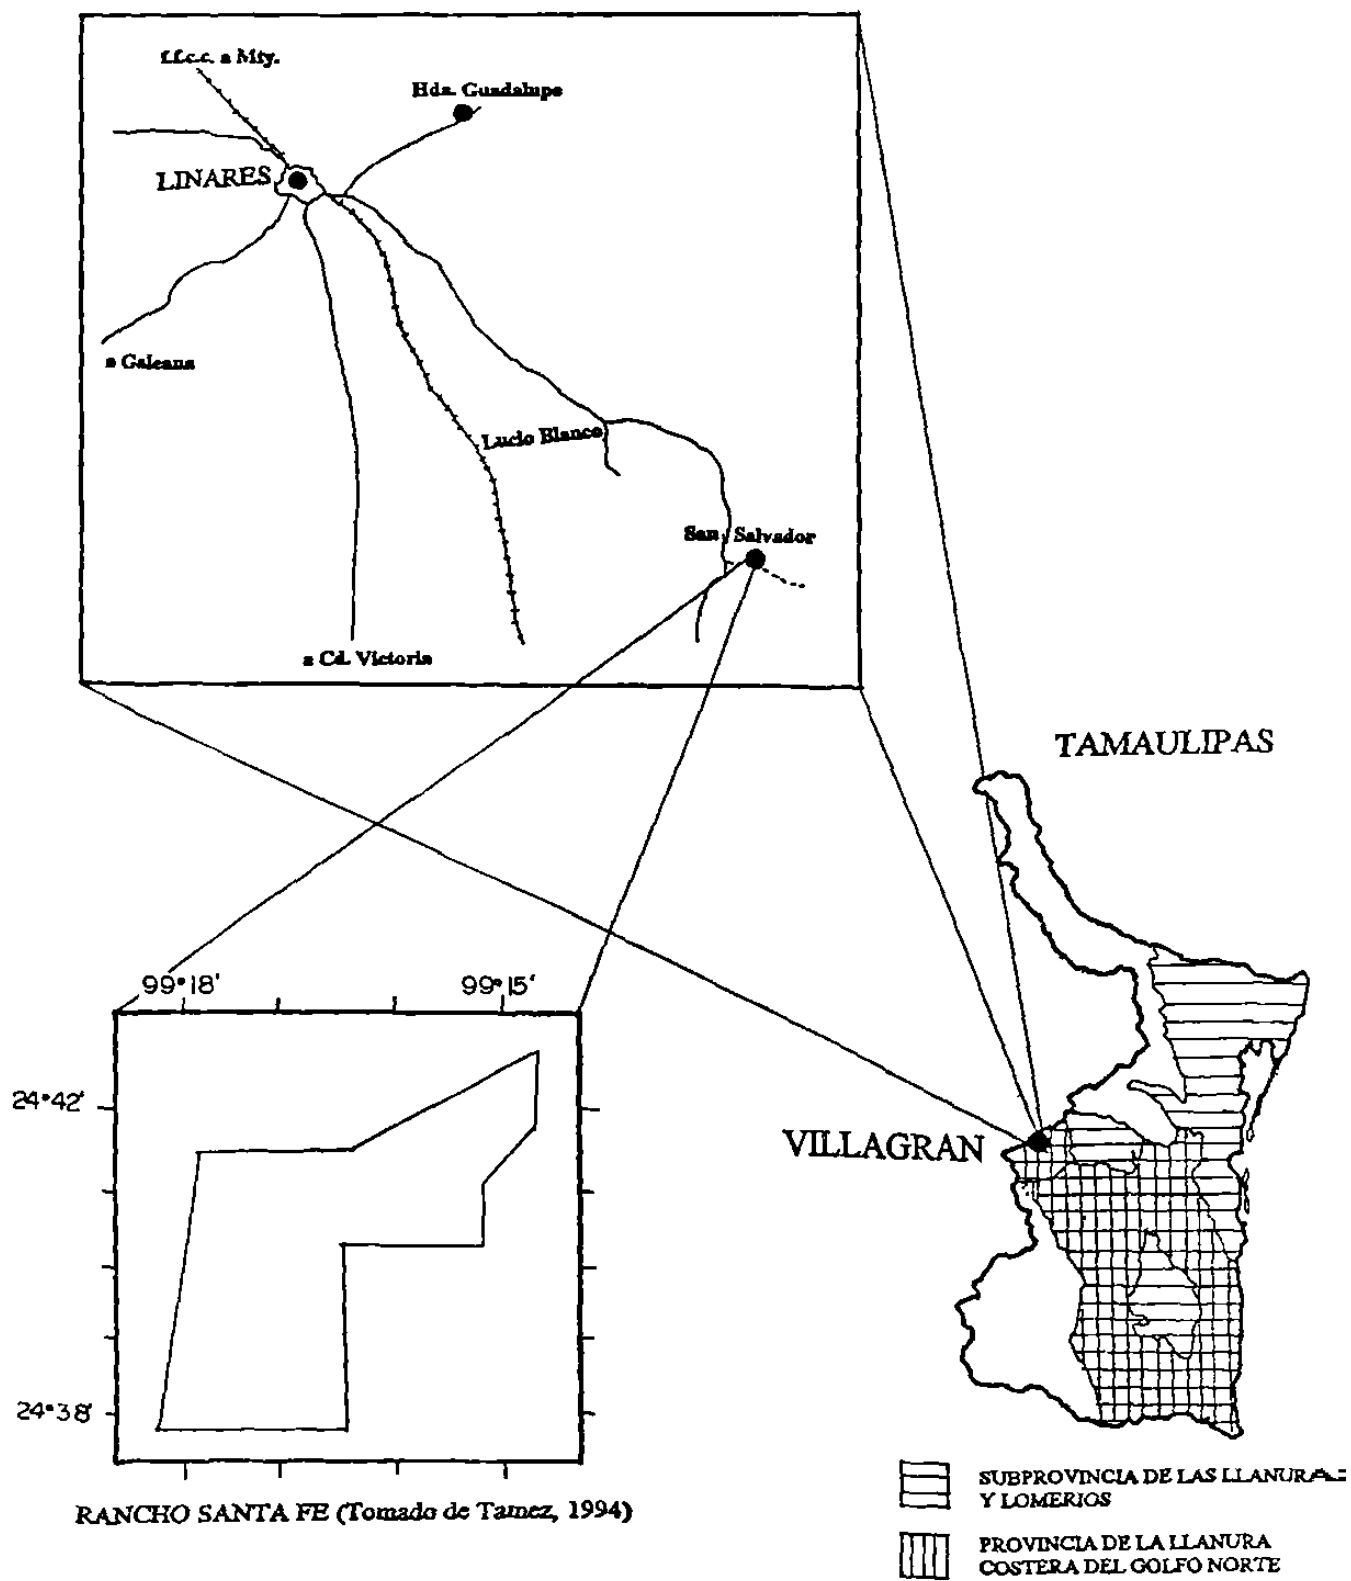 f.f.c.c. a Mty.
Hda. Guadalupe
LINARES
a Galeana
Lucio Blanco
San Salvador
a Cd. Victoria
TAMAULIPAS
99°18' 99°15'
24°42'
VILLAGRAN
24°38'
SUBPROVINCIA DE LAS LLANURAS
Y LOMERIOS
RANCHO SANTA FE (Tomado de Tamez, 1994)
PROVINCIA DE LA LLANURA
COSTERA DEL GOLFO NORTE